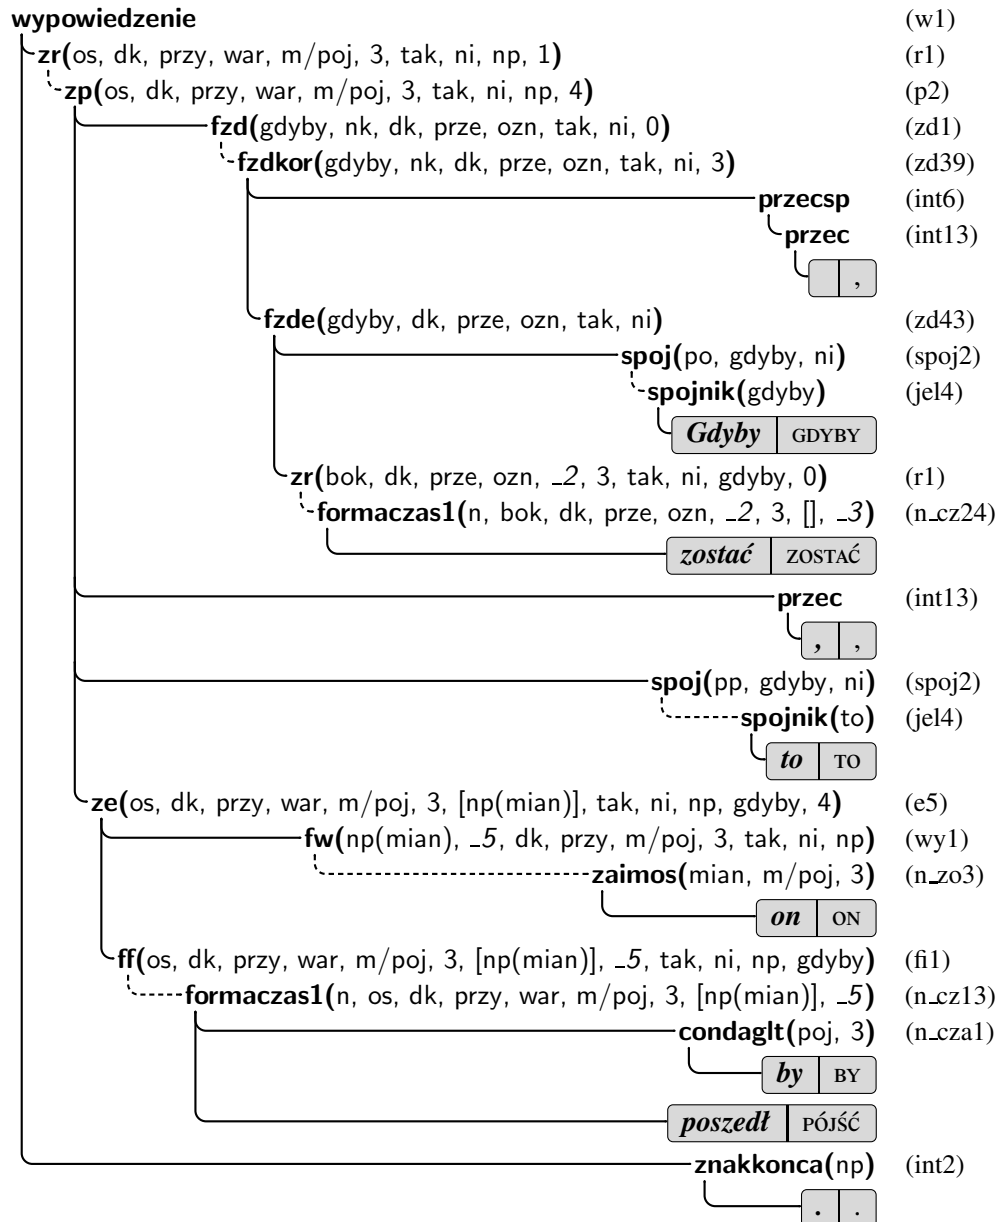 wypowiedzenie (w1)
zr(os, dk, przy, war, m/poj, 3, tak, ni, np, 1) (r1)
zp(os, dk, przy, war, m/poj, 3, tak, ni, np, 4) (p2)
fzd(gdyby, nk, dk, prze, ozn, tak, ni, 0) (zd1)
fzdkor(gdyby, nk, dk, prze, ozn, tak, ni, 3) (zd39)
przecsp (int6)
przec (int13)
,
fzde(gdyby, dk, prze, ozn, tak, ni) (zd43)
spoj(po, gdyby, ni) (spoj2)
spojnik(gdyby) (jel4)
Gdyby GDYBY
zr(bok, dk, prze, ozn, _2, 3, tak, ni, gdyby, 0) (r1)
formaczas1(n, bok, dk, prze, ozn, _2, 3, [], _3) (n_cz24)
zostać ZOSTAĆ
przec (int13)
, ,
spoj(pp, gdyby, ni) (spoj2)
spojnik(to) (jel4)
to TO
ze(os, dk, przy, war, m/poj, 3, [np(mian)], tak, ni, np, gdyby, 4) (e5)
fw(np(mian), _5, dk, przy, m/poj, 3, tak, ni, np) (wy1)
zaimos(mian, m/poj, 3) (n_zo3)
on ON
ff(os, dk, przy, war, m/poj, 3, [np(mian)], _5, tak, ni, np, gdyby) (fi1)
formaczas1(n, os, dk, przy, war, m/poj, 3, [np(mian)], _5) (n_cz13)
condaglt(poj, 3) (n_cza1)
by BY
poszedł PÓJŚĆ
znakkonca(np) (int2)
. .